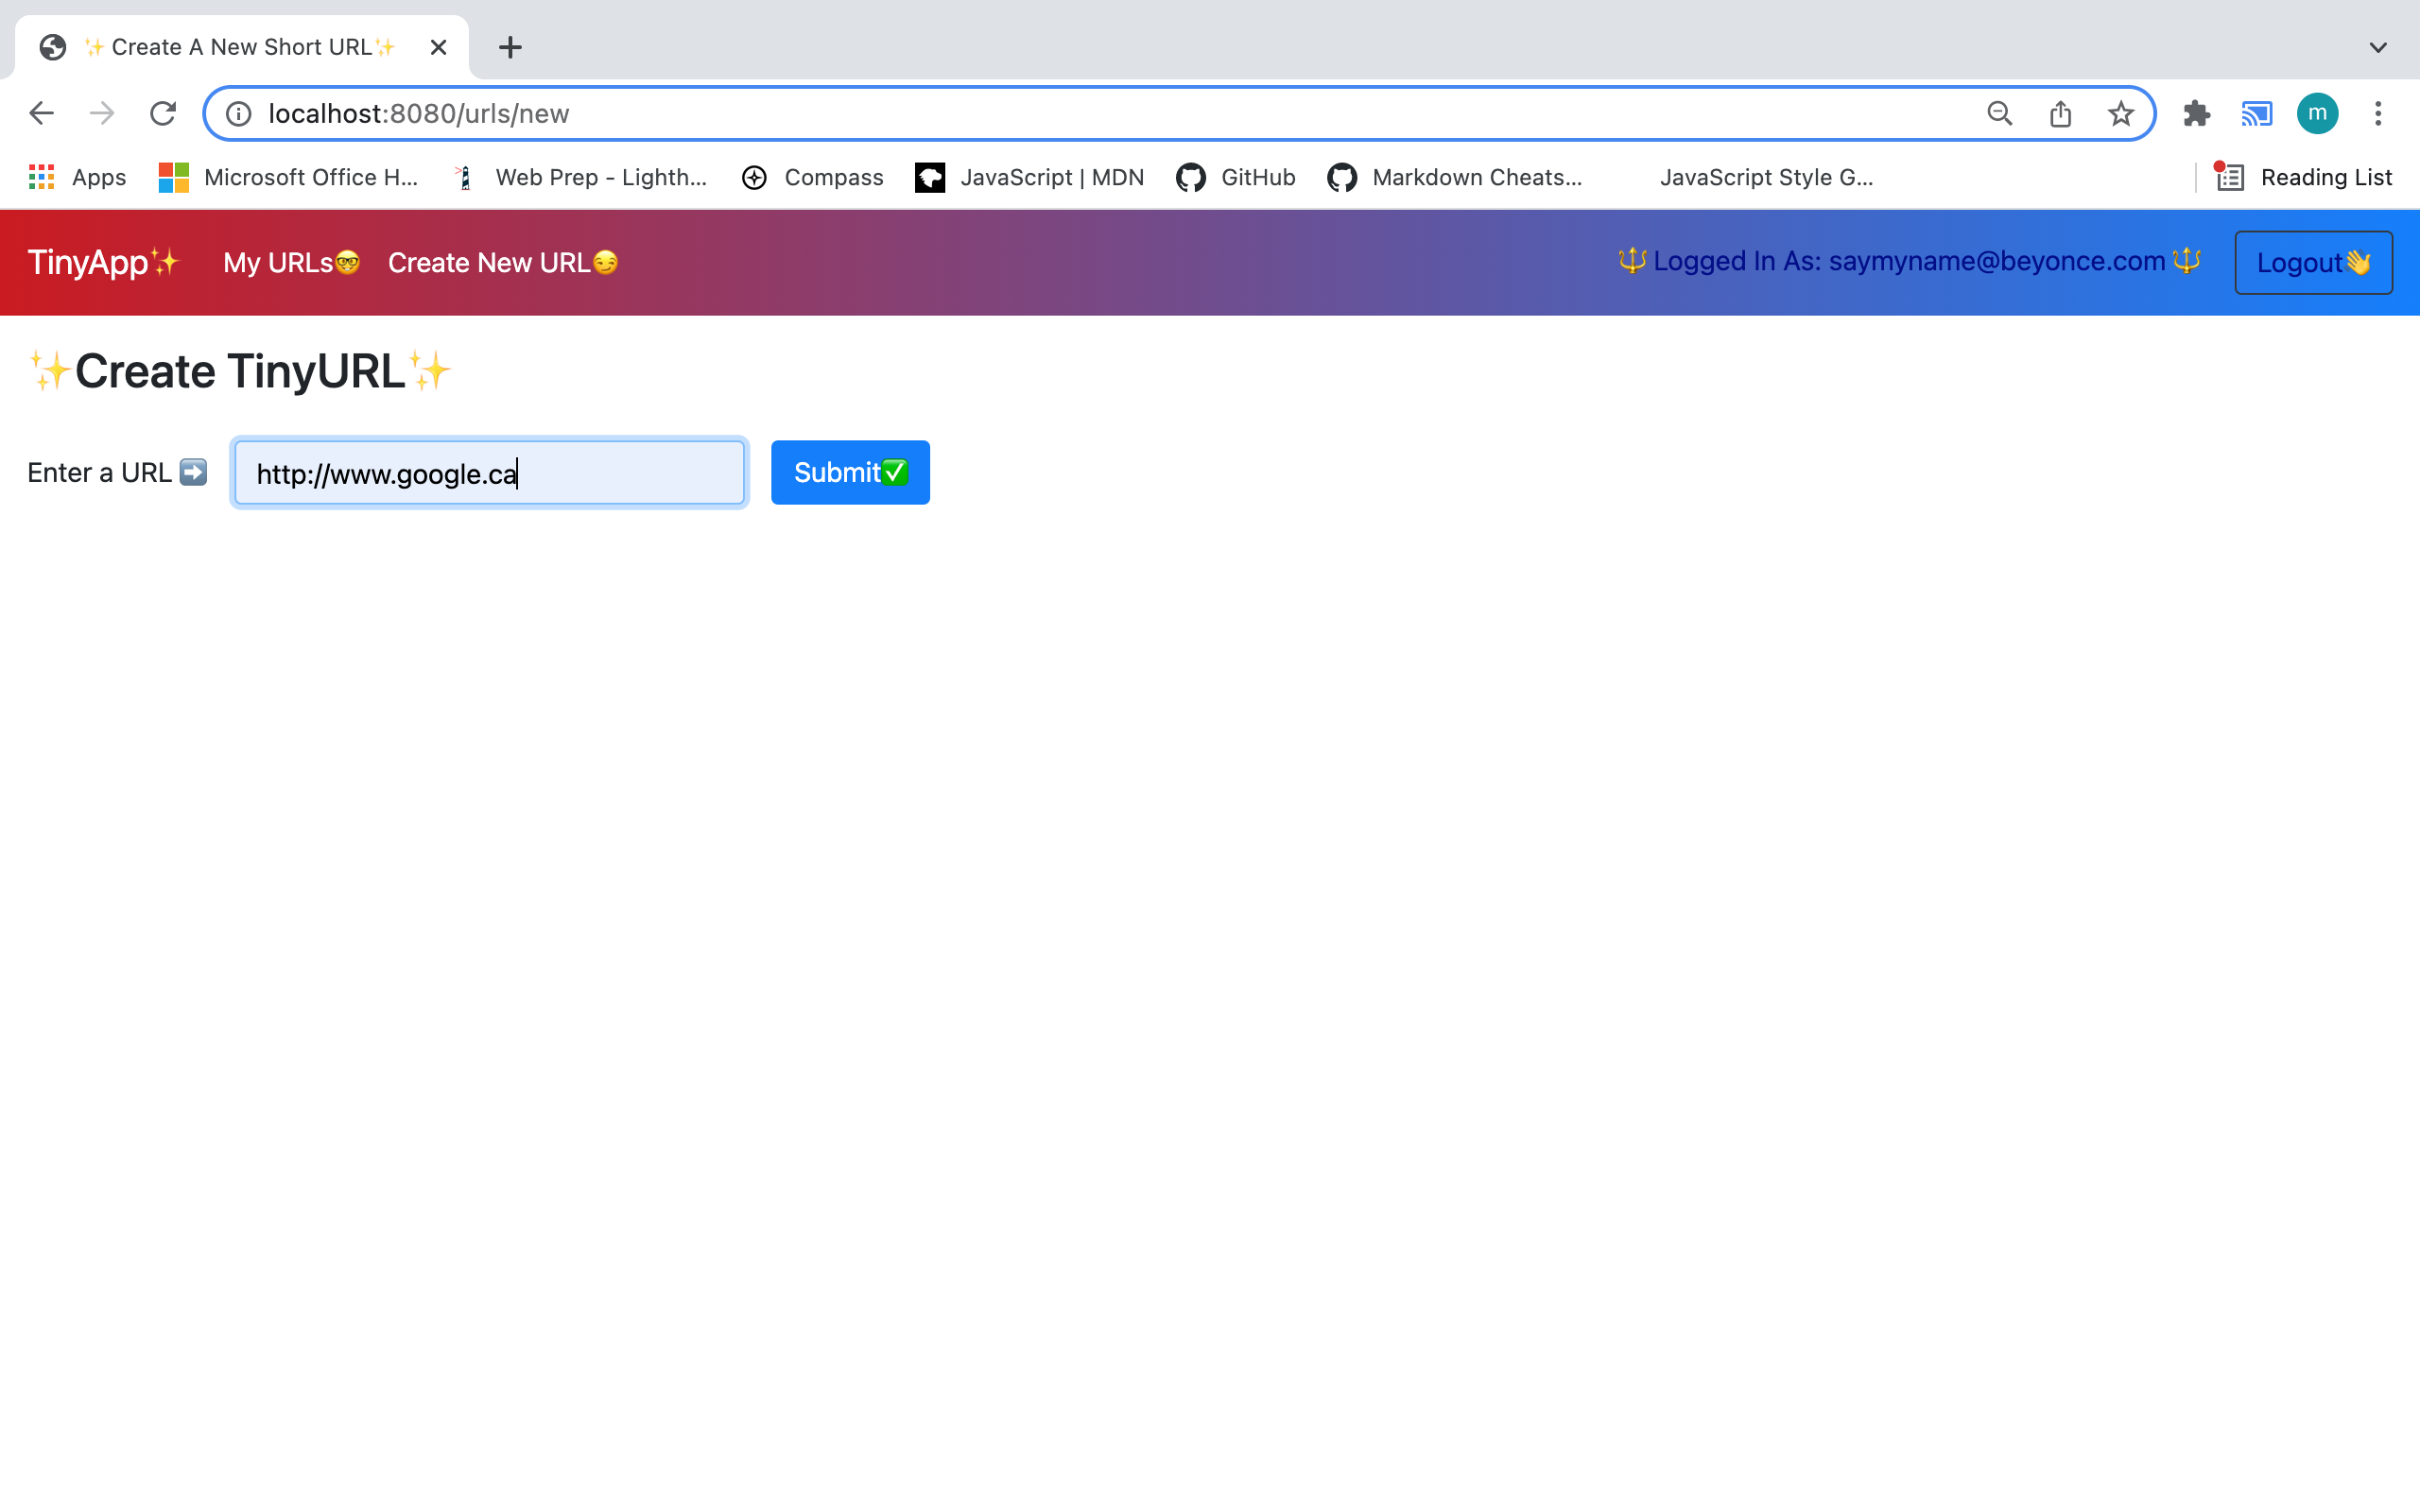 ✨ Create A New Short URL✨
localhost:8080/urls/new
m
Apps Microsoft Office H... Web Prep - Lighth... Compass JavaScript | MDN GitHub Markdown Cheats... JavaScript Style G... Reading List
TinyApp✨ My URLs🤓 Create New URL😏 🔱 Logged In As: saymyname@beyonce.com 🔱 Logout👋
✨Create TinyURL✨
Enter a URL ➡️ http://www.google.ca Submit✅